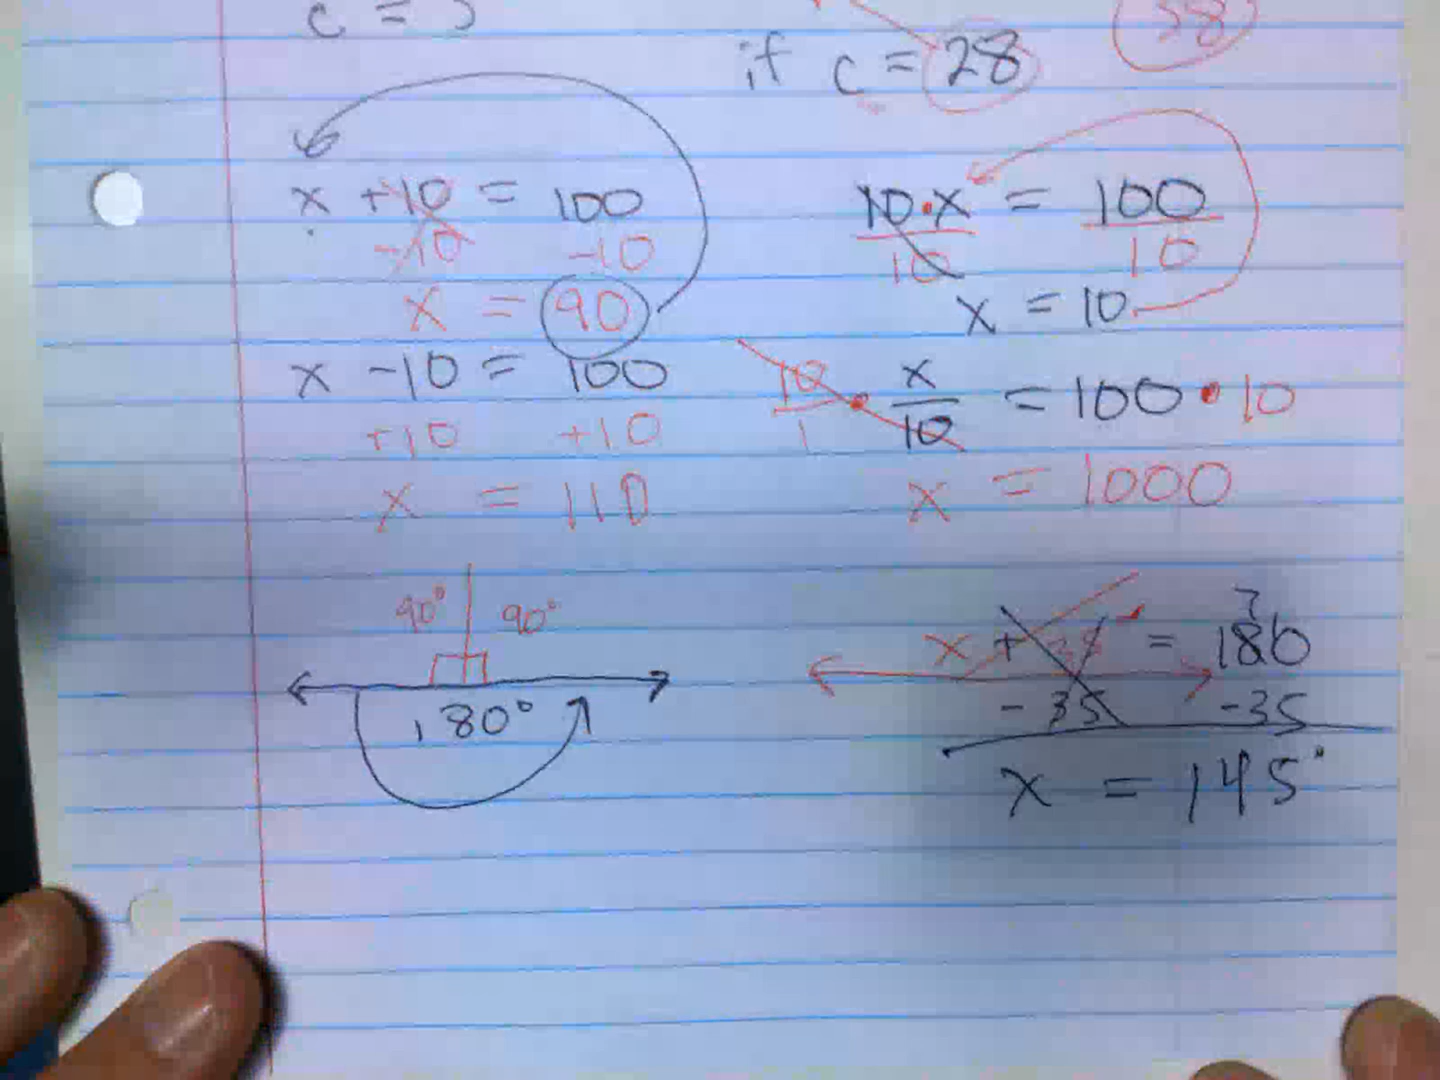 if c = 28
38
x +10 = 100
-10 -10
x = 90
x -10 = 100
+10 +10
x = 110
10·x = 100
10 10
x = 10
10/1 · x/10 = 100·10
x = 1000
90° 90°
180°
x + 35° = 180
7
-35 -35
x = 145°